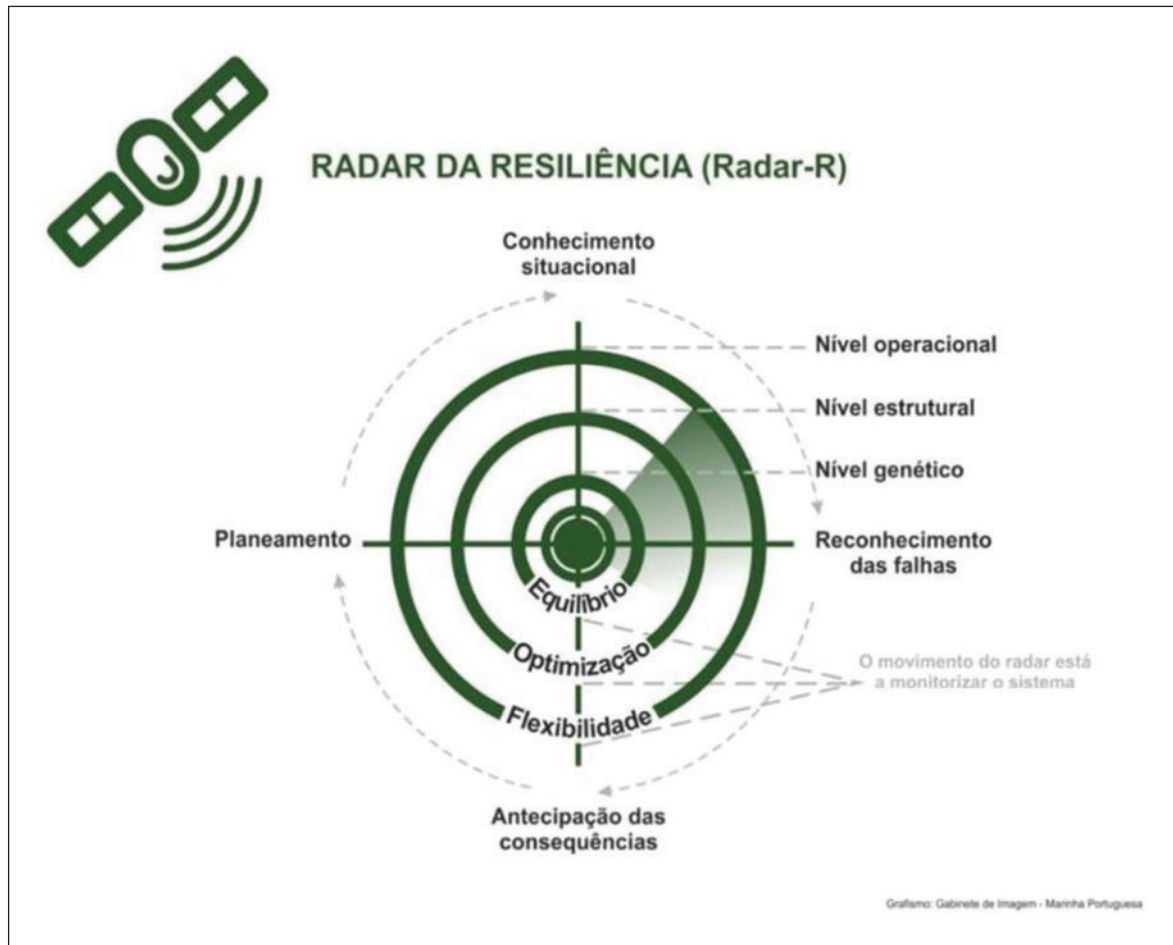 RADAR DA RESILIÊNCIA (Radar-R)
Conhecimento
situacional
Nível operacional
Nível estrutural
Nível genético
Planeamento
Reconhecimento
das falhas
Equilíbrio
Optimização
Flexibilidade
O movimento do radar está
a monitorizar o sistema
Antecipação das
consequências
Grafismo: Gabinete de Imagem - Marinha Portuguesa